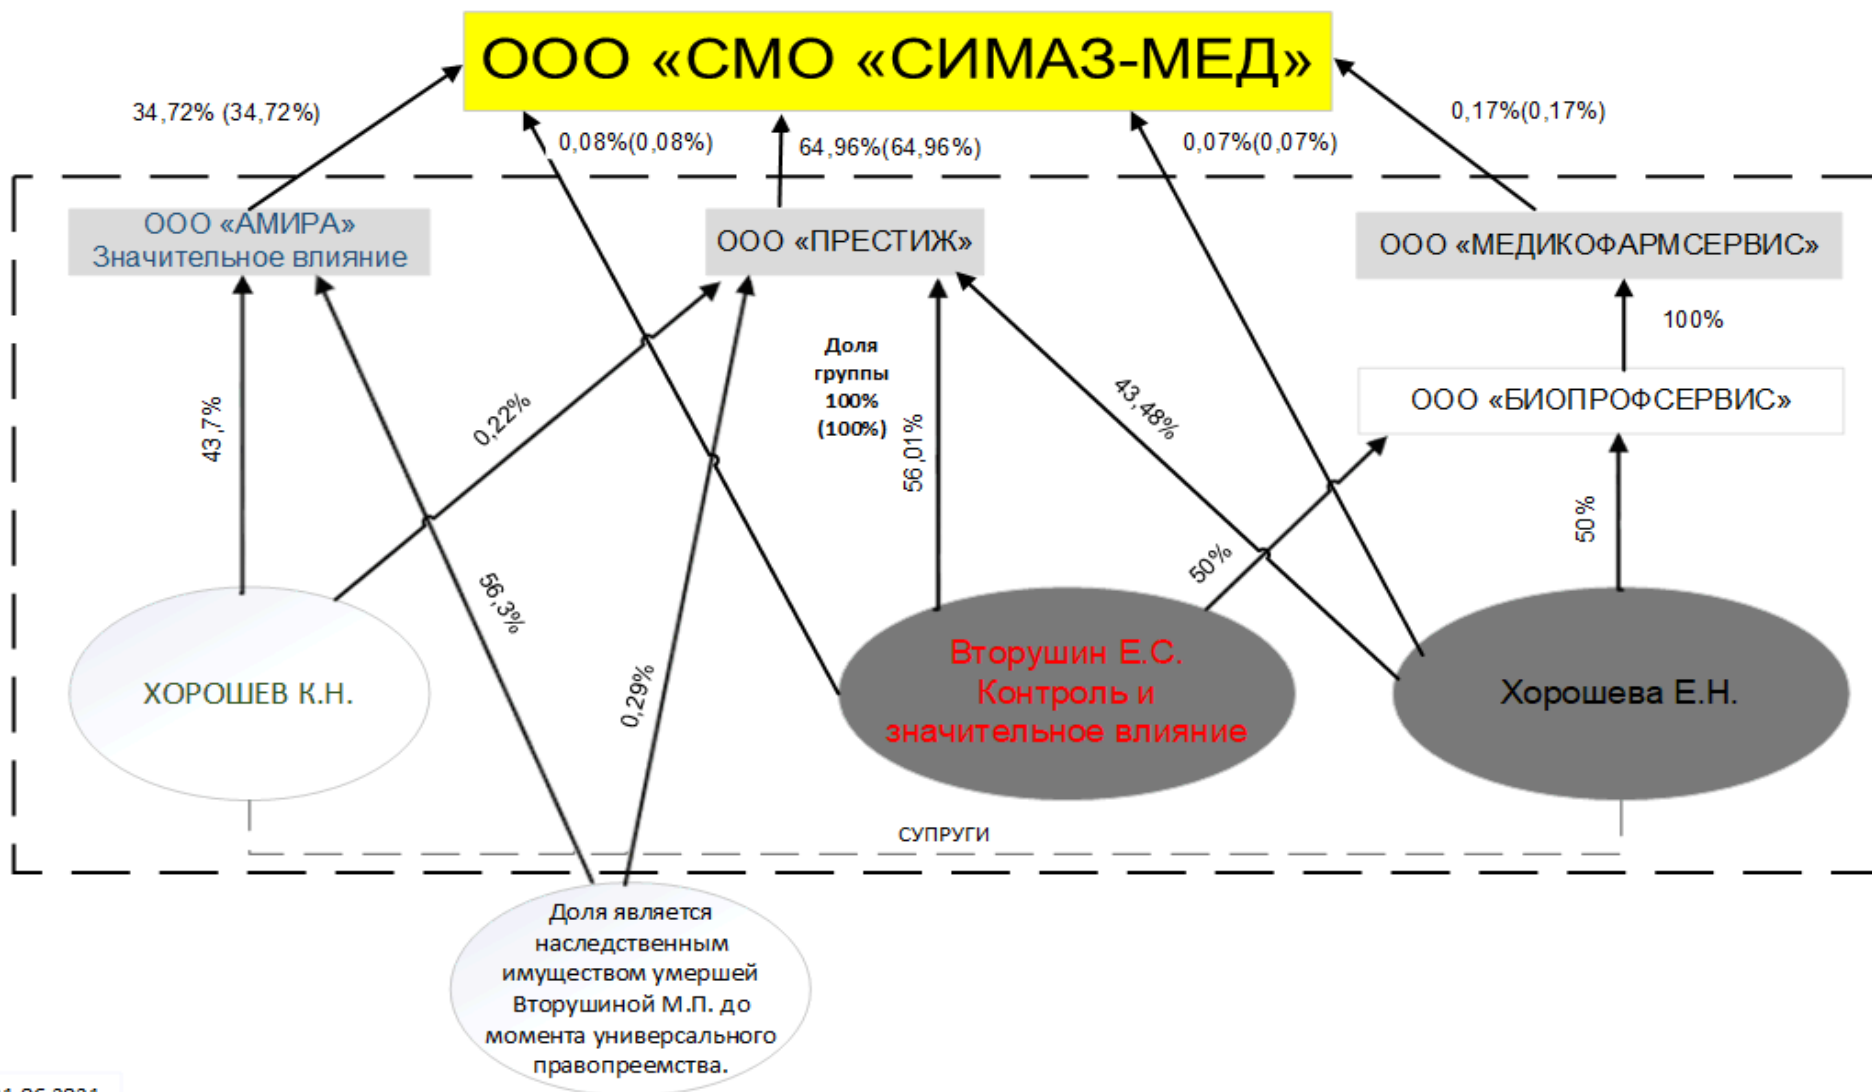 ООО «СМО «СИМАЗ-МЕД»
34,72% (34,72%)
0,08%(0,08%)
64,96%(64,96%)
0,07%(0,07%)
0,17%(0,17%)
ООО «АМИРА»
Значительное влияние
ООО «ПРЕСТИЖ»
ООО «МЕДИКОФАРМСЕРВИС»
100%
Доля
группы
100%
(100%)
ООО «БИОПРОФСЕРВИС»
43,7%
0,22%
56,01%
43,48%
50%
50%
56,3%
0,29%
ХОРОШЕВ К.Н.
Вторушин Е.С.
Контроль и
значительное влияние
Хорошева Е.Н.
СУПРУГИ
Доля является
наследственным
имуществом умершей
Вторушиной М.П. до
момента универсального
правопреемства.